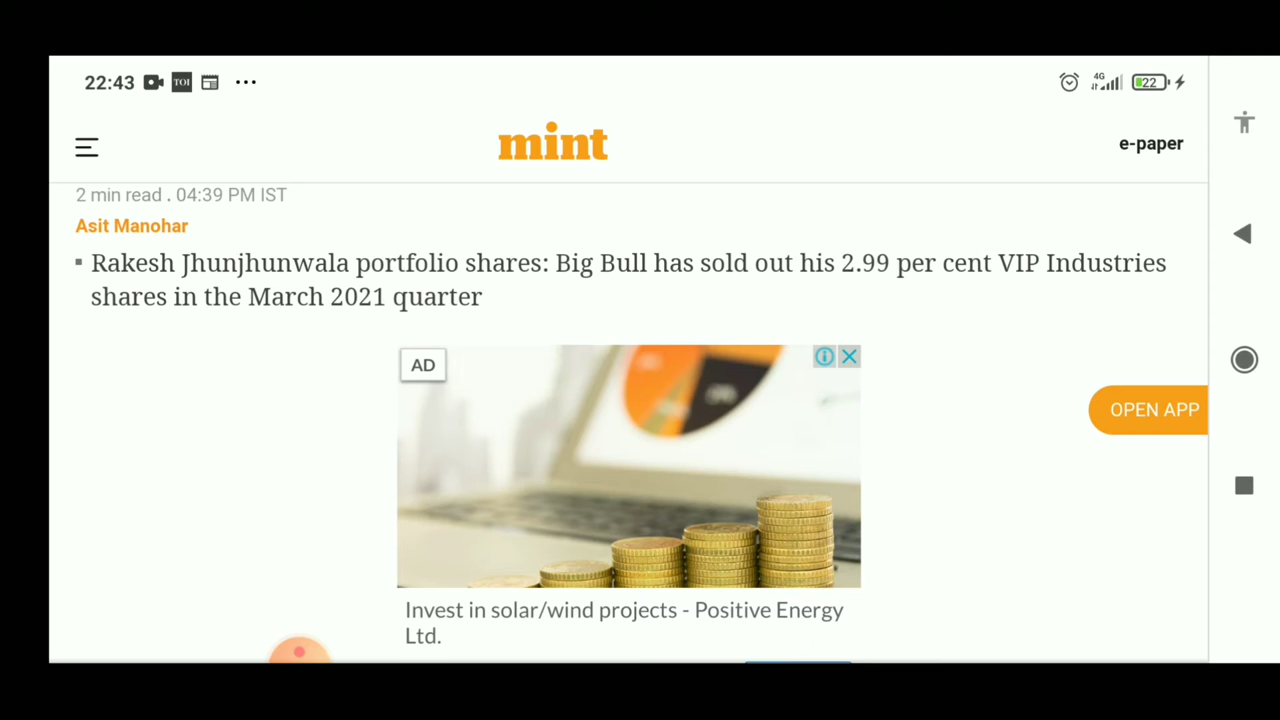 22:43 TOI 4G 22
mint
e-paper
2 min read . 04:39 PM IST
Asit Manohar
▪ Rakesh Jhunjhunwala portfolio shares: Big Bull has sold out his 2.99 per cent VIP Industries
shares in the March 2021 quarter
AD
OPEN APP
Invest in solar/wind projects - Positive Energy
Ltd.